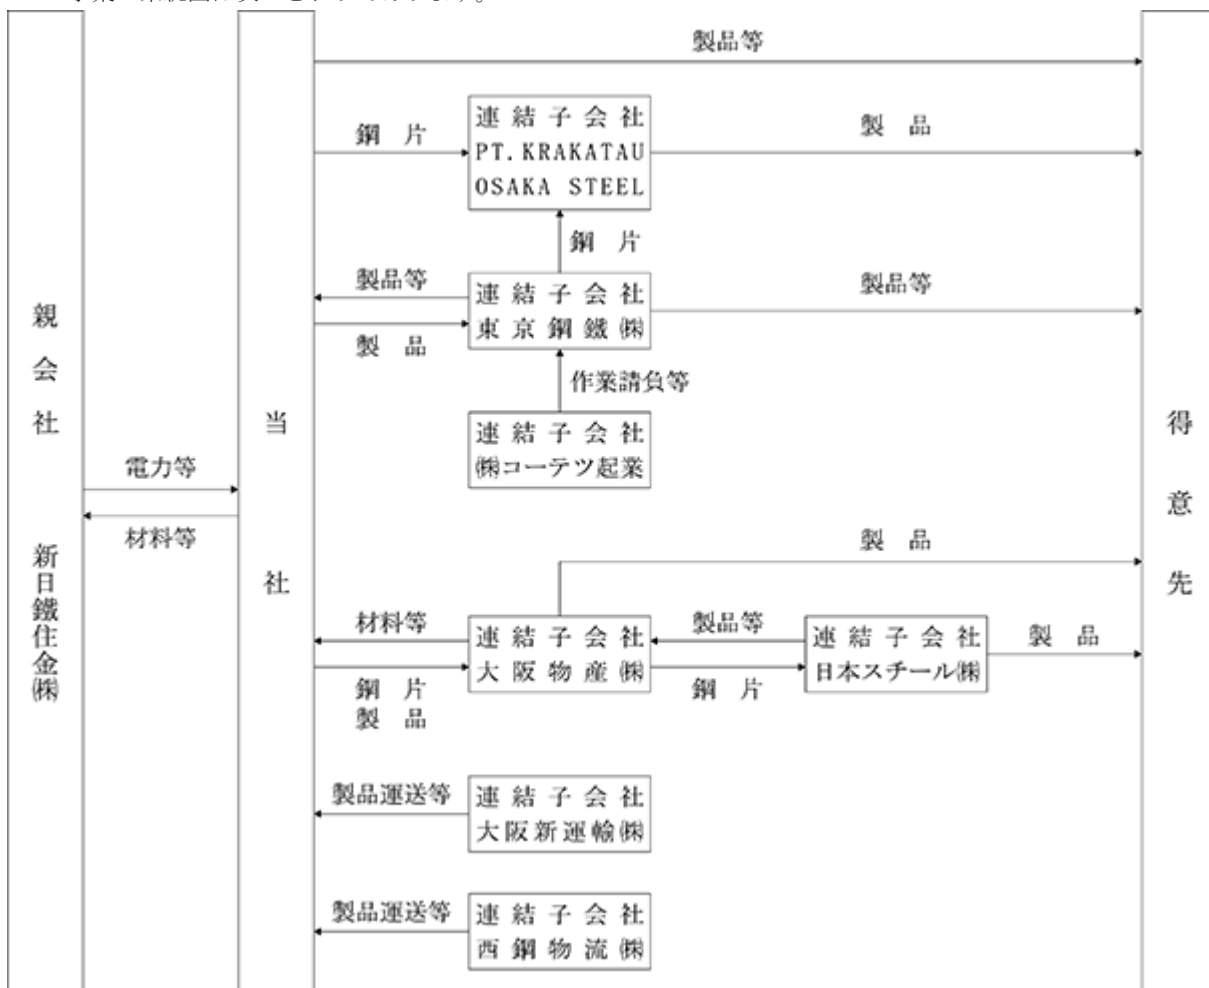 製品等
連結子会社
PT.KRAKATAU
OSAKA STEEL
鋼片
製品
鋼片
製品等
連結子会社
東京鋼鐵㈱
製品等
製品
作業請負等
連結子会社
㈱コーテツ起業
親会社
新日鐵住金㈱
電力等
材料等
当社
得意先
製品
材料等
連結子会社
大阪物産㈱
製品等
連結子会社
日本スチール㈱
製品
鋼片
製品
鋼片
製品運送等
連結子会社
大阪新運輸㈱
製品運送等
連結子会社
西鋼物流㈱